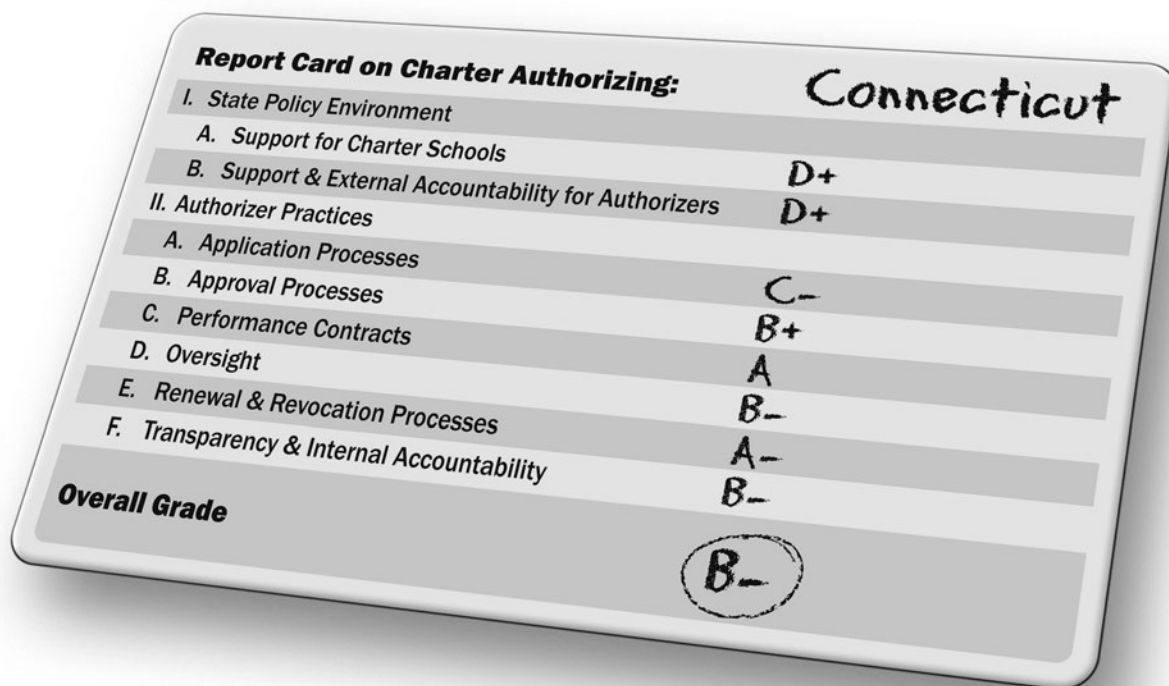 Report Card on Charter Authorizing: Connecticut
I. State Policy Environment
A. Support for Charter Schools D+
B. Support & External Accountability for Authorizers D+
II. Authorizer Practices
A. Application Processes C-
B. Approval Processes B+
C. Performance Contracts A
D. Oversight B-
E. Renewal & Revocation Processes A-
F. Transparency & Internal Accountability B-
Overall Grade B-